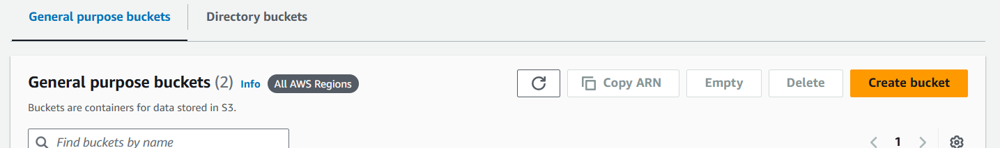 General purpose buckets
Directory buckets
General purpose buckets (2) Info All AWS Regions
Copy ARN
Empty
Delete
Create bucket
Buckets are containers for data stored in S3.
Find buckets by name
1